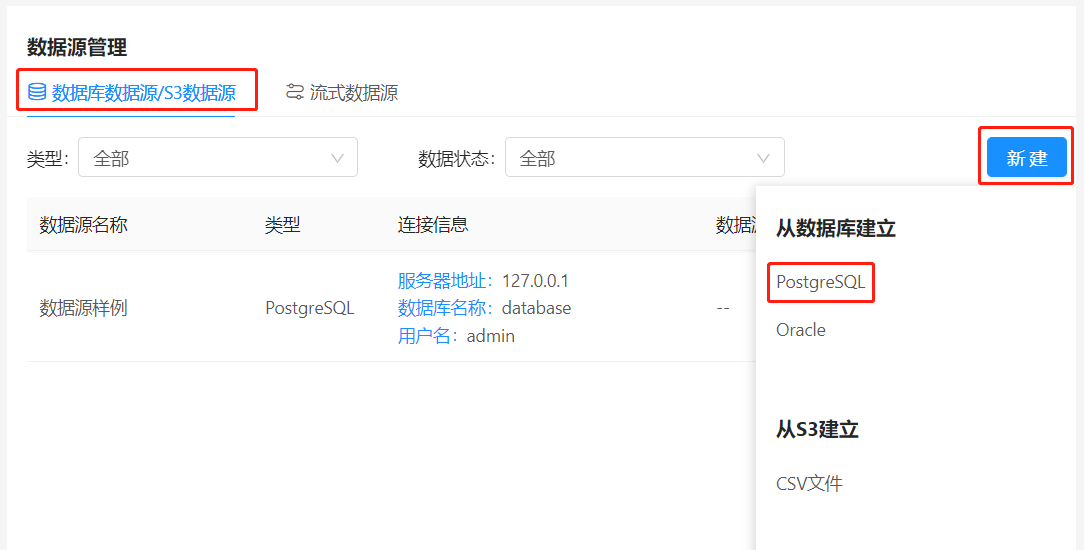 数据源管理
数据库数据源/S3数据源 流式数据源
类型: 全部 数据状态: 全部 新建
数据源名称 类型 连接信息 数据
数据源样例 PostgreSQL 服务器地址: 127.0.0.1
数据库名称: database --
用户名: admin
从数据库建立
PostgreSQL
Oracle
从S3建立
CSV文件